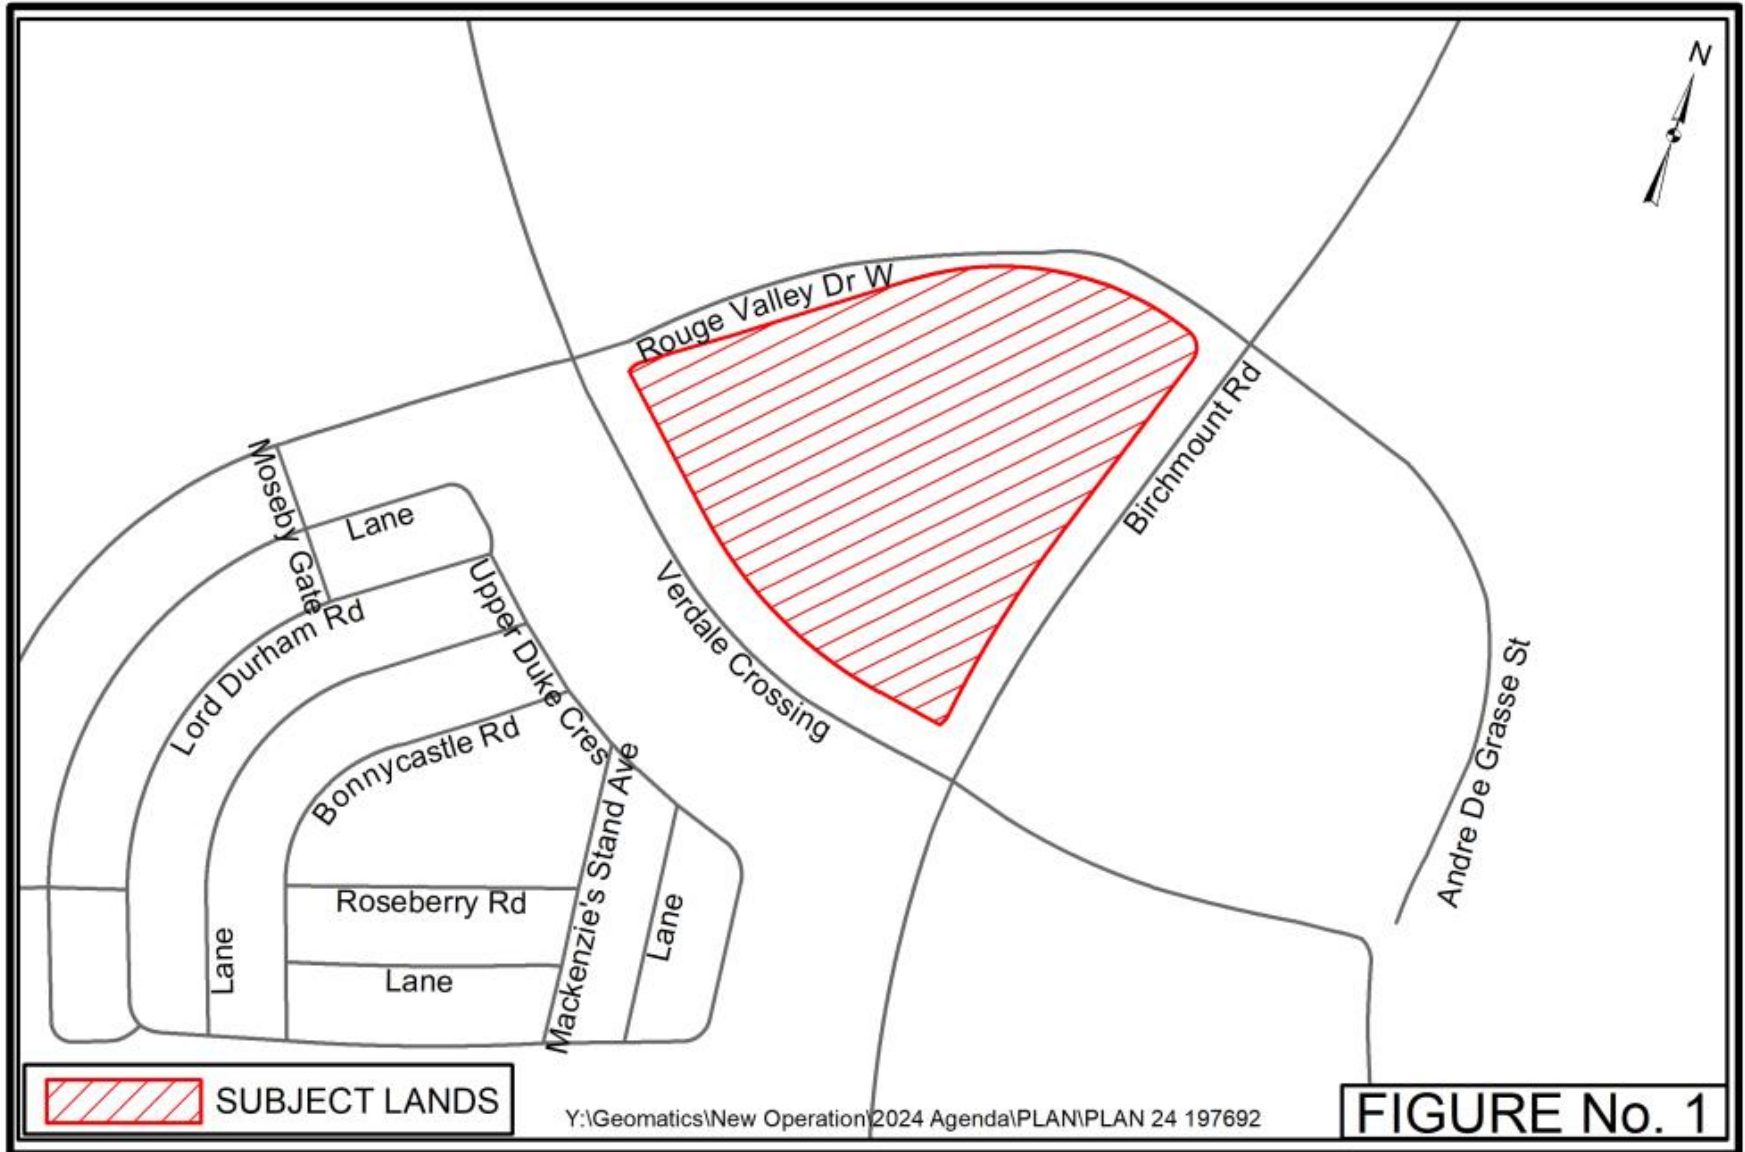 N
Rouge Valley Dr W
Birchmount Rd
Moseby Gate
Lane
Upper Duke Cres
Verdale Crossing
Lord Durham Rd
Andre De Grasse St
Bonnycastle Rd
Mackenzie's Stand Ave
Roseberry Rd
Lane
Lane
Lane
SUBJECT LANDS
Y:\Geomatics\New Operation\2024 Agenda\PLAN\PLAN 24 197692
FIGURE No. 1